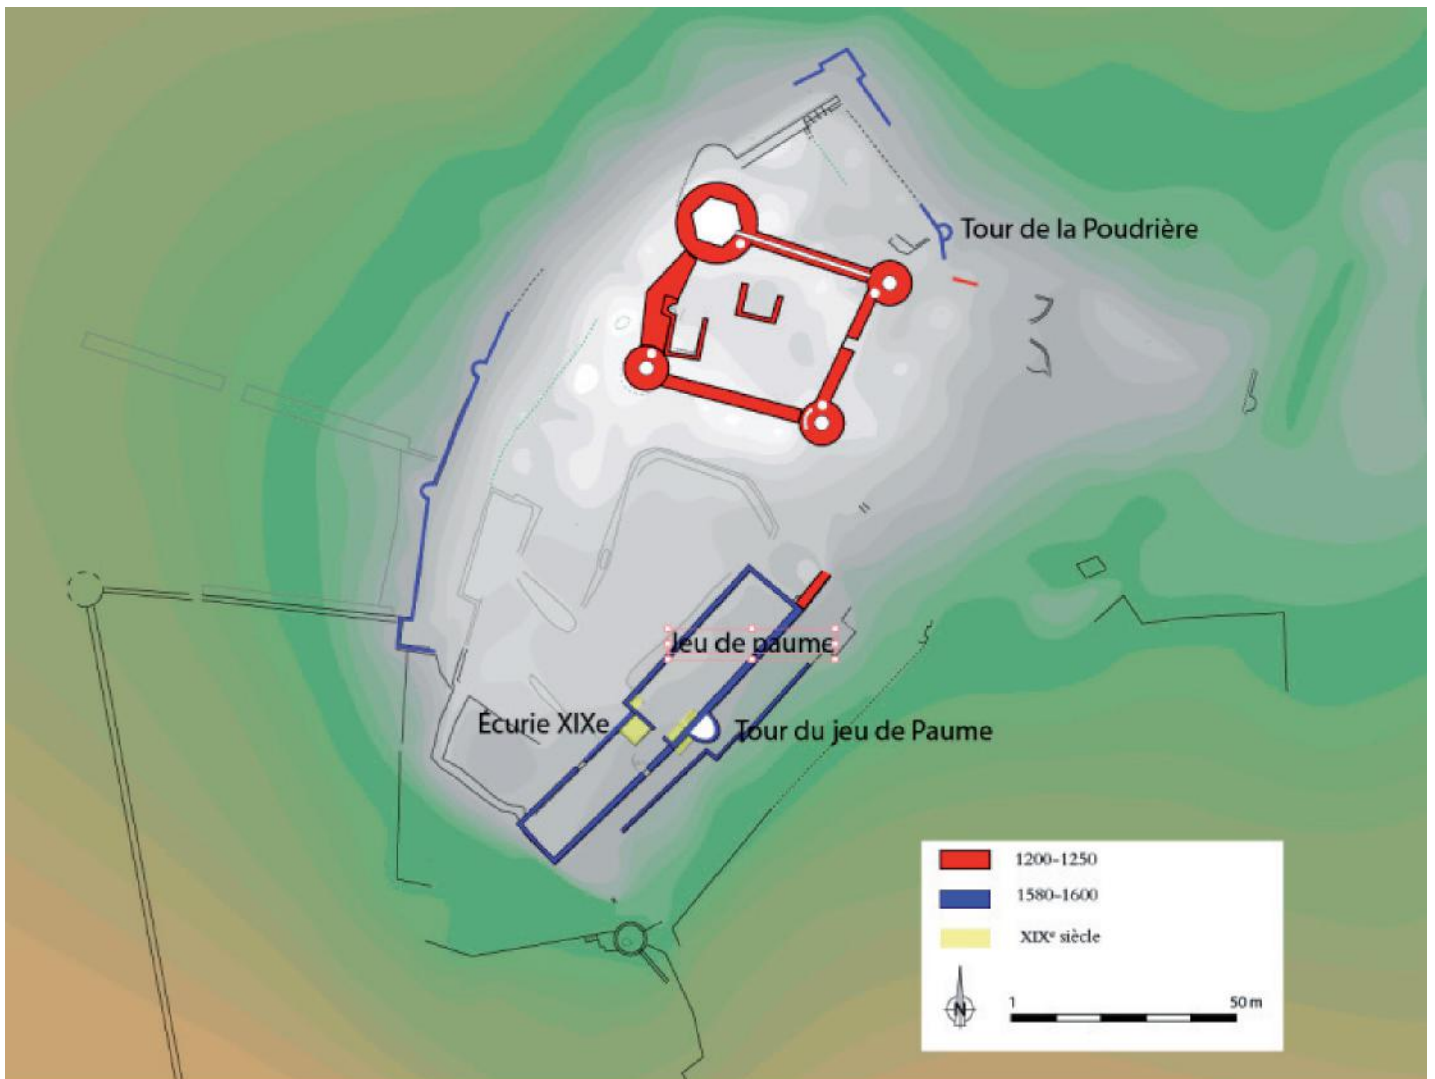 Tour de la Poudrière
Jeu de paume
Écurie XIXe
Tour du jeu de Paume
1200-1250
1580-1600
XIXe siècle
N
1 50 m